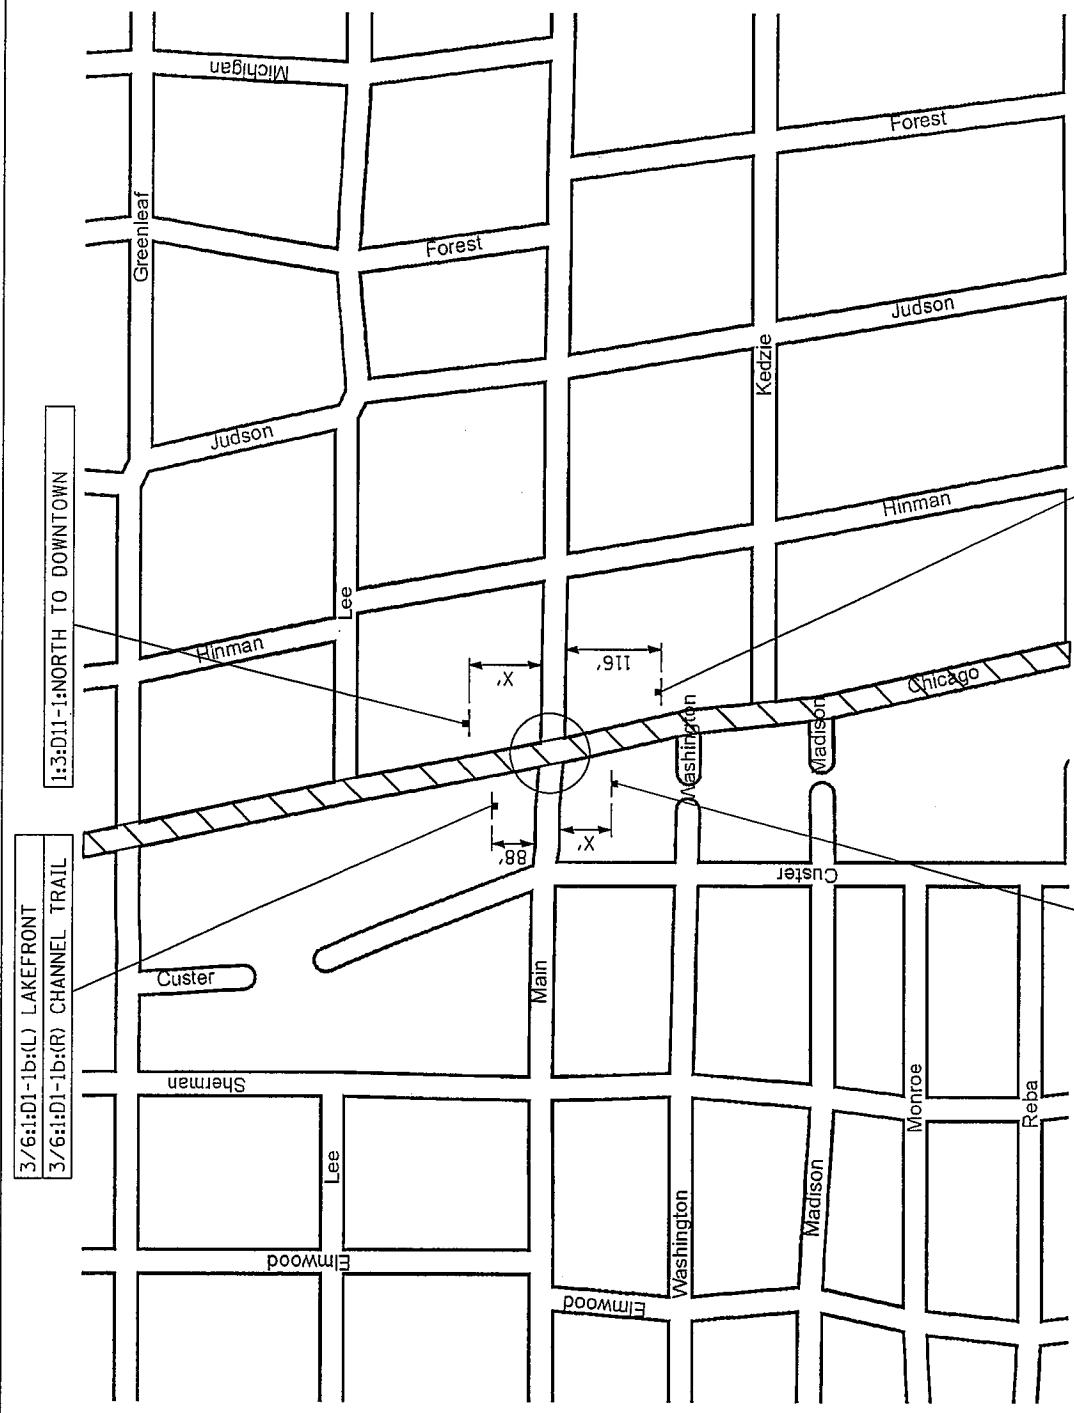 3/6:1:D1-1b:(L) LAKEFRONT
3/6:1:D1-1b:(R) CHANNEL TRAIL
1:3:D11-1:NORTH TO DOWNTOWN
Michigan
Greenleaf
Forest
Forest
Judson
Judson
Kedzie
Hinman
Hinman
Lee
X'
116'
Chicago
Washington
Madison
88'
X'
Custer
Custer
Main
Sherman
Lee
Monroe
Reba
Elmwood
Elmwood
Washington
Madison